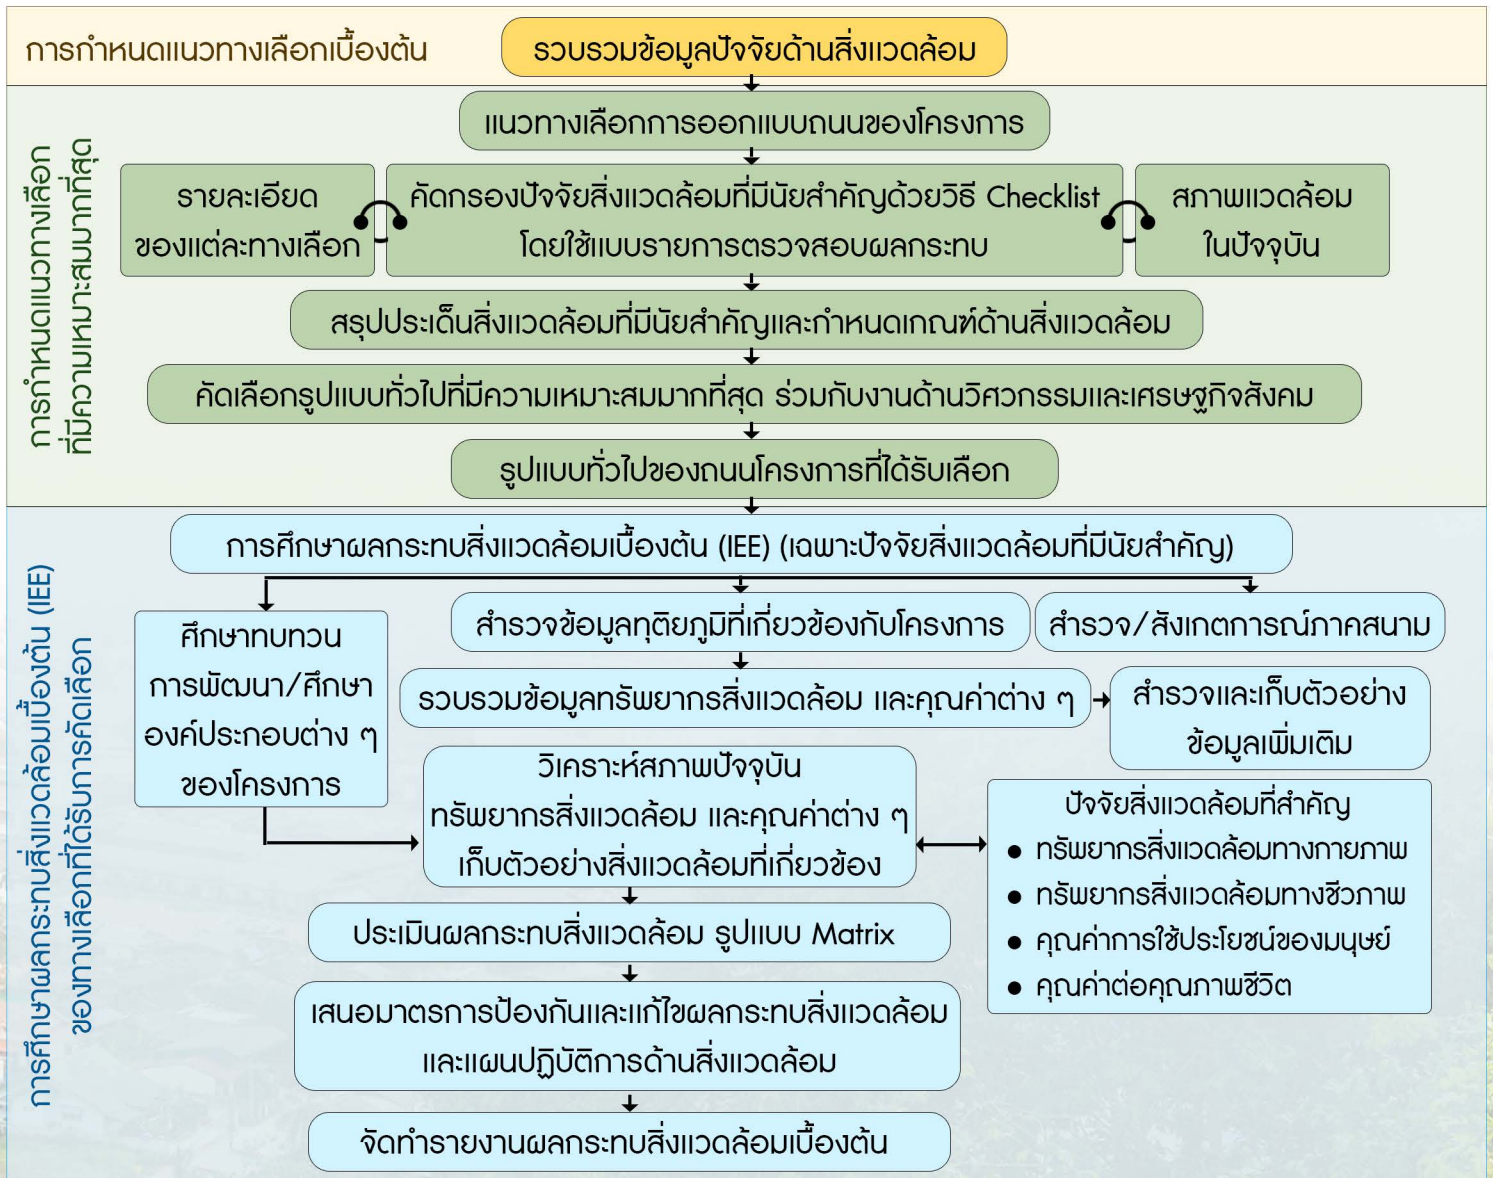 การกำหนดแนวทางเลือกเบื้องต้น
รวบรวมข้อมูลปัจจัยด้านสิ่งแวดล้อม
การกำหนดแนวทางเลือก
ที่มีความเหมาะสมมากที่สุด
แนวทางเลือกการออกแบบถนนของโครงการ
รายละเอียด
ของแต่ละทางเลือก
คัดกรองปัจจัยสิ่งแวดล้อมที่มีนัยสำคัญด้วยวิธี Checklist
โดยใช้แบบรายการตรวจสอบผลกระทบ
สภาพแวดล้อม
ในปัจจุบัน
สรุปประเด็นสิ่งแวดล้อมที่มีนัยสำคัญและกำหนดเกณฑ์ด้านสิ่งแวดล้อม
คัดเลือกรูปแบบทั่วไปที่มีความเหมาะสมมากที่สุด ร่วมกับงานด้านวิศวกรรมและเศรษฐกิจสังคม
รูปแบบทั่วไปของถนนโครงการที่ได้รับเลือก
การศึกษาผลกระทบสิ่งแวดล้อมเบื้องต้น (IEE)
ของทางเลือกที่ได้รับการคัดเลือก
การศึกษาผลกระทบสิ่งแวดล้อมเบื้องต้น (IEE) (เฉพาะปัจจัยสิ่งแวดล้อมที่มีนัยสำคัญ)
ศึกษาทบทวน
การพัฒนา/ศึกษา
องค์ประกอบต่าง ๆ
ของโครงการ
สำรวจข้อมูลทุติยภูมิที่เกี่ยวข้องกับโครงการ
สำรวจ/สังเกตการณ์ภาคสนาม
รวบรวมข้อมูลทรัพยากรสิ่งแวดล้อม และคุณค่าต่าง ๆ
สำรวจและเก็บตัวอย่าง
ข้อมูลเพิ่มเติม
วิเคราะห์สภาพปัจจุบัน
ทรัพยากรสิ่งแวดล้อม และคุณค่าต่าง ๆ
เก็บตัวอย่างสิ่งแวดล้อมที่เกี่ยวข้อง
ปัจจัยสิ่งแวดล้อมที่สำคัญ
● ทรัพยากรสิ่งแวดล้อมทางกายภาพ
● ทรัพยากรสิ่งแวดล้อมทางชีวภาพ
● คุณค่าการใช้ประโยชน์ของมนุษย์
● คุณค่าต่อคุณภาพชีวิต
ประเมินผลกระทบสิ่งแวดล้อม รูปแบบ Matrix
เสนอมาตรการป้องกันและแก้ไขผลกระทบสิ่งแวดล้อม
และแผนปฏิบัติการด้านสิ่งแวดล้อม
จัดทำรายงานผลกระทบสิ่งแวดล้อมเบื้องต้น